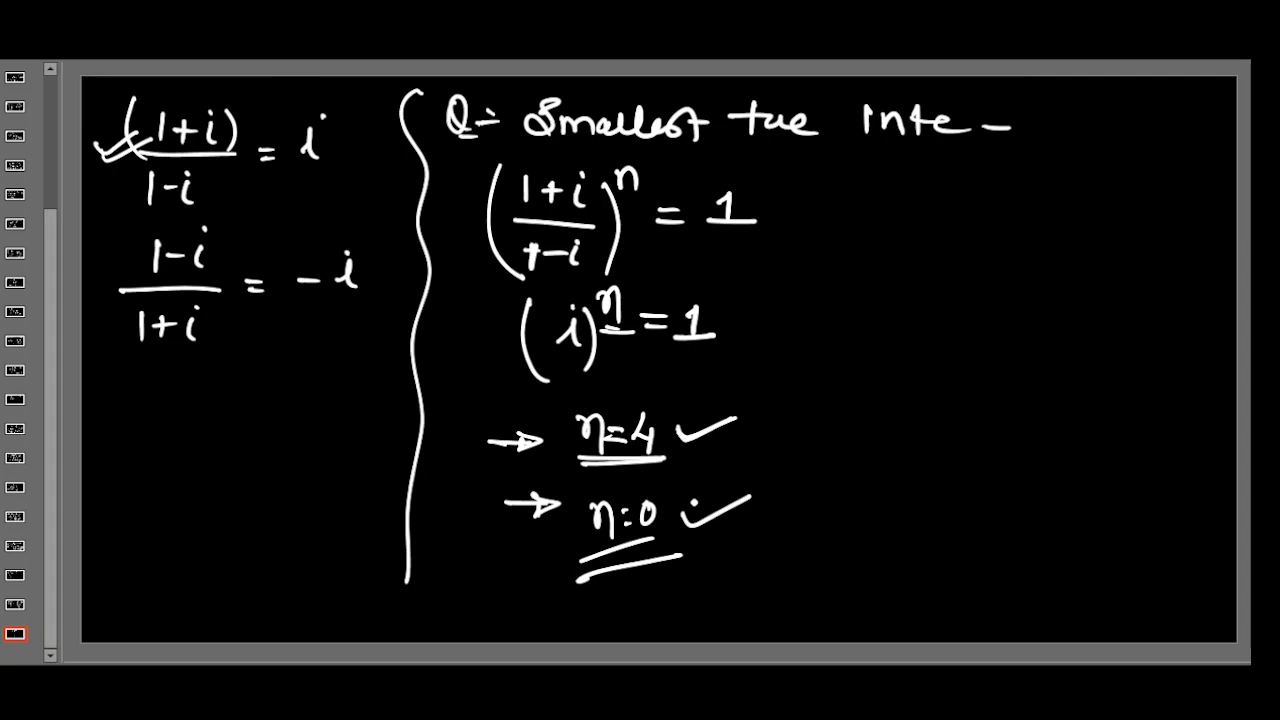 (1+i)/1-i = i
1-i/1+i = -i
Q= Smallest +ve Inte -
(1+i/1-i)^n = 1
(i)^n = 1
→ n=4 ✓
→ n=0 ✓